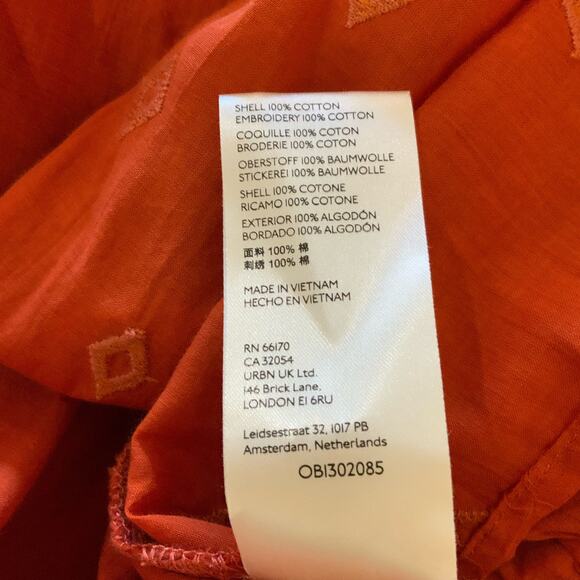 SHELL 100% COTTON
EMBROIDERY 100% COTTON
COQUILLE 100% COTON
BRODERIE 100% COTON
OBERSTOFF 100% BAUMWOLLE
STICKEREI 100% BAUMWOLLE
SHELL 100% COTONE
RICAMO 100% COTONE
EXTERIOR 100% ALGODÓN
BORDADO 100% ALGODÓN
面料 100% 棉
刺绣 100% 棉
MADE IN VIETNAM
HECHO EN VIETNAM
RN 66170
CA 32054
URBN UK Ltd.
146 Brick Lane,
LONDON E1 6RU
Leidsestraat 32, 1017 PB
Amsterdam, Netherlands
OB1302085